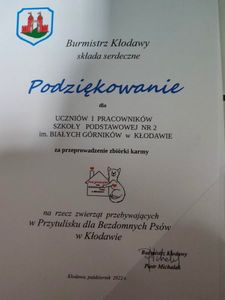 Burmistrz Kłodawy
składa serdeczne
Podziękowanie
dla
UCZNIÓW I PRACOWNIKÓW
SZKOŁY PODSTAWOWEJ NR 2
im. BIAŁYCH GÓRNIKÓW w KŁODAWIE
za przeprowadzenie zbiórki karmy
na rzecz zwierząt przebywających
w Przytulisku dla Bezdomnych Psów
w Kłodawie
Burmistrz Kłodawy
Piotr Michalak
Kłodawa, październik 2022 r.